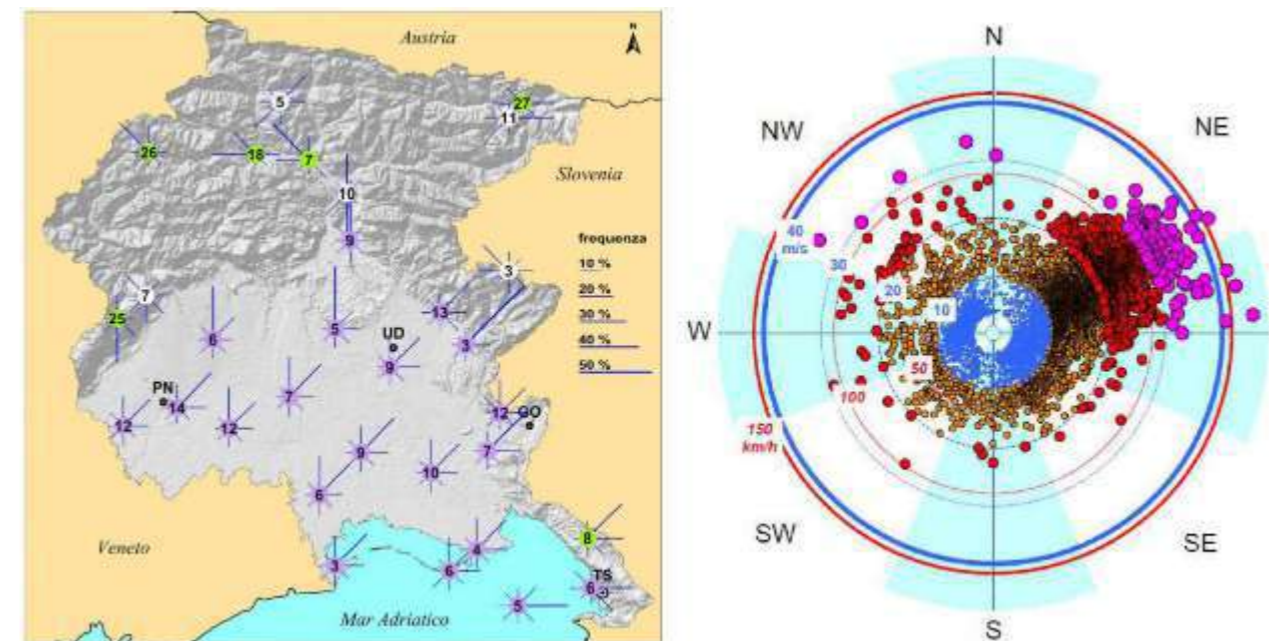 Austria
N
27
5
11
26
18
7
Slovenia
10
9
frequenza
10 %
20 %
30 %
40 %
50 %
3
7
25
13
6
5
UD
3
9
PN
14
7
12
GO
12
12
7
9
10
6
8
4
Veneto
3
6
TS
6
5
Mar Adriatico
N
NW
NE
40
m/s
30
20
10
W
50
100
150
km/h
SW
SE
S